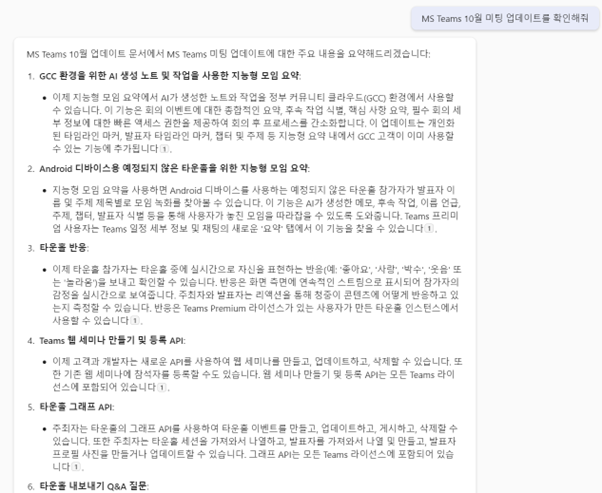 MS Teams 10월 미팅 업데이트를 확인해줘
MS Teams 10월 업데이트 문서에서 MS Teams 미팅 업데이트에 대한 주요 내용을 요약해드리겠습니다:
1. GCC 환경을 위한 AI 생성 노트 및 작업을 사용한 지능형 모임 요약:
• 이제 지능형 모임 요약에서 AI가 생성한 노트와 작업을 정부 커뮤니티 클라우드(GCC) 환경에서 사용할
수 있습니다. 이 기능은 회의 이벤트에 대한 종합적인 요약, 후속 작업 식별, 핵심 사항 요약, 필수 회의 세
부 정보에 대한 빠른 액세스 권한을 제공하여 회의 후 프로세스를 간소화합니다. 이 업데이트는 개인화
된 타임라인 마커, 발표자 타임라인 마커, 챕터 및 주제 등 지능형 요약 내에서 GCC 고객이 이미 사용할
수 있는 기능에 추가됩니다 1.
2. Android 디바이스용 예정되지 않은 타운홀을 위한 지능형 모임 요약:
• 지능형 모임 요약을 사용하면 Android 디바이스를 사용하는 예정되지 않은 타운홀 참가자가 발표자 이
름 및 주제 제목별로 모임 녹화를 찾아볼 수 있습니다. 이 기능은 AI가 생성한 메모, 후속 작업, 이름 언급,
주제, 챕터, 발표자 식별 등을 통해 사용자가 놓친 모임을 따라잡을 수 있도록 도와줍니다. Teams 프리미
엄 사용자는 Teams 일정 세부 정보 및 채팅의 새로운 '요약' 탭에서 이 기능을 찾을 수 있습니다 1.
3. 타운홀 반응:
• 이제 타운홀 참가자는 타운홀 중에 실시간으로 자신을 표현하는 반응(예: '좋아요', '사랑', '박수', '웃음' 또
는 '놀라움')을 보내고 확인할 수 있습니다. 반응은 화면 측면에 연속적인 스트림으로 표시되어 참가자의
감정을 실시간으로 보여줍니다. 주최자와 발표자는 리액션을 통해 청중이 콘텐츠에 어떻게 반응하고 있
는지 측정할 수 있습니다. 반응은 Teams Premium 라이선스가 있는 사용자가 만든 타운홀 인스턴스에서
사용할 수 있습니다 1.
4. Teams 웹 세미나 만들기 및 등록 API:
• 이제 고객과 개발자는 새로운 API를 사용하여 웹 세미나를 만들고, 업데이트하고, 삭제할 수 있습니다. 또
한 기존 웹 세미나에 참석자를 등록할 수도 있습니다. 웹 세미나 만들기 및 등록 API는 모든 Teams 라이
선스에 포함되어 있습니다 1.
5. 타운홀 그래프 API:
• 주최자는 타운홀의 그래프 API를 사용하여 타운홀 이벤트를 만들고, 업데이트하고, 게시하고, 삭제할 수
있습니다. 또한 주최자는 타운홀 세션을 가져와서 나열하고, 발표자를 가져와서 나열 및 만들고, 발표자
프로필 사진을 만들거나 업데이트할 수 있습니다. 그래프 API는 모든 Teams 라이선스에 포함되어 있습
니다 1.
6. 타운홀 내보내기 Q&A 질문: